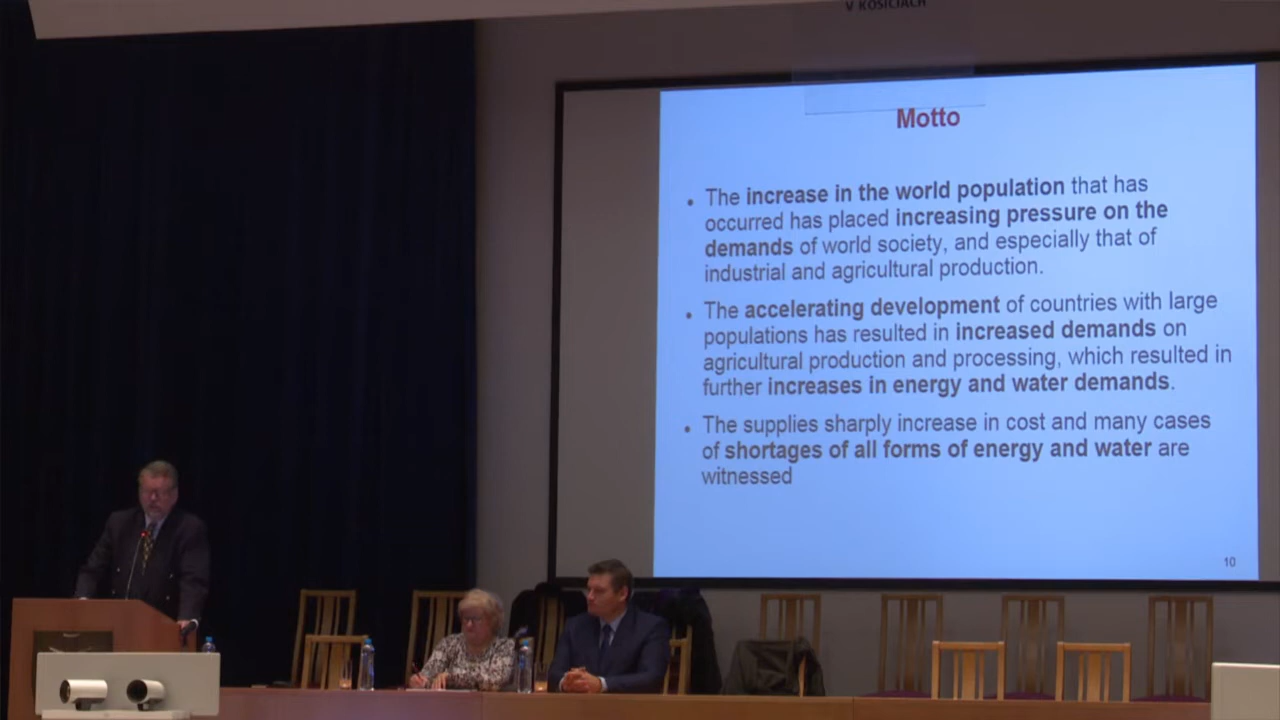 V KOŠICIACH
Motto
• The increase in the world population that has
occurred has placed increasing pressure on the
demands of world society, and especially that of
industrial and agricultural production.
• The accelerating development of countries with large
populations has resulted in increased demands on
agricultural production and processing, which resulted in
further increases in energy and water demands.
• The supplies sharply increase in cost and many cases
of shortages of all forms of energy and water are
witnessed
10